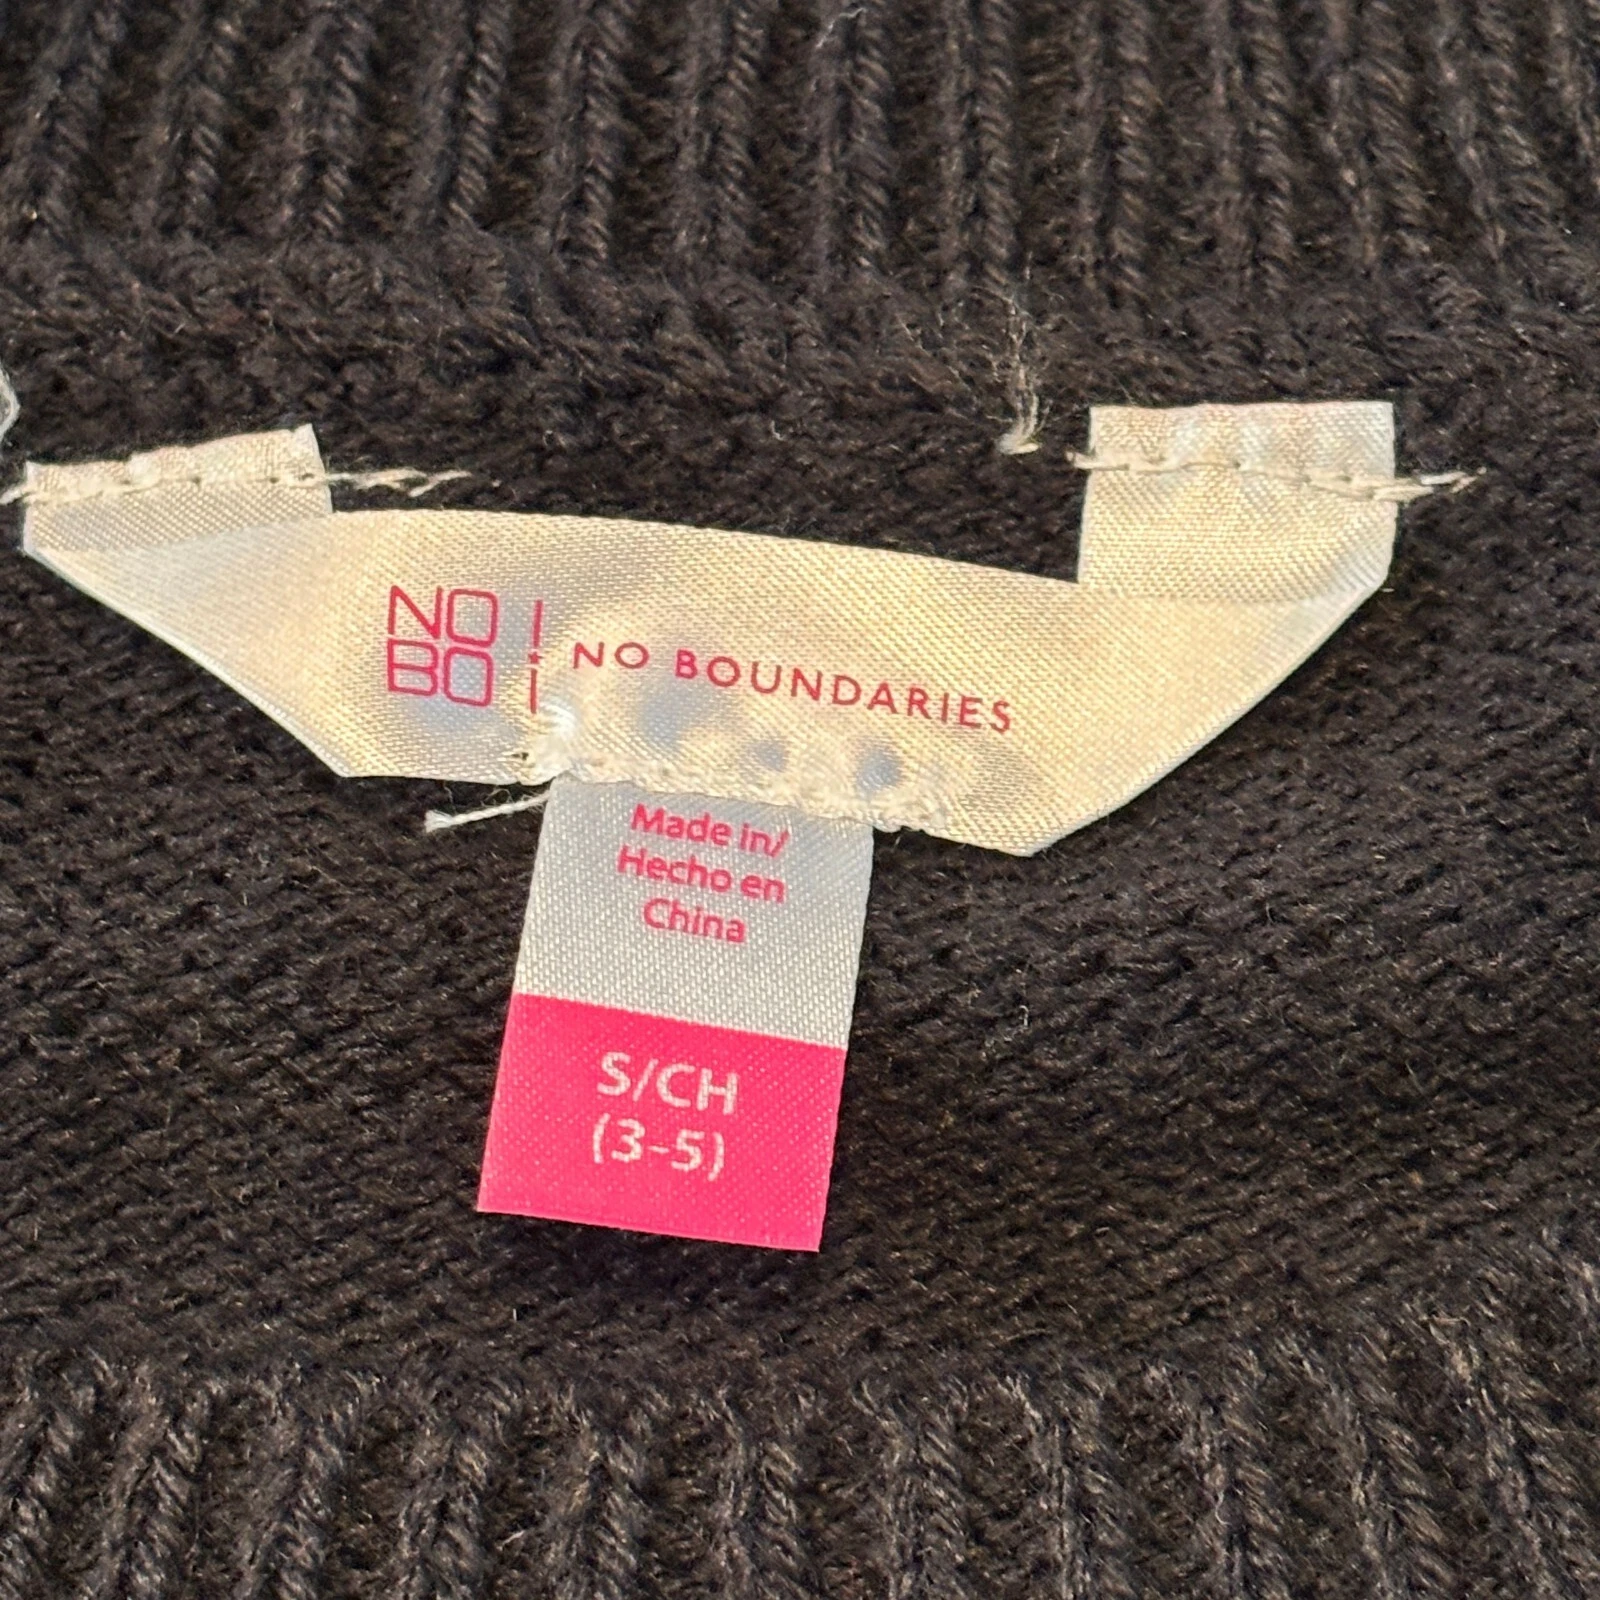 NO
BO
NO BOUNDARIES
Made in/
Hecho en
China
S/CH
(3-5)